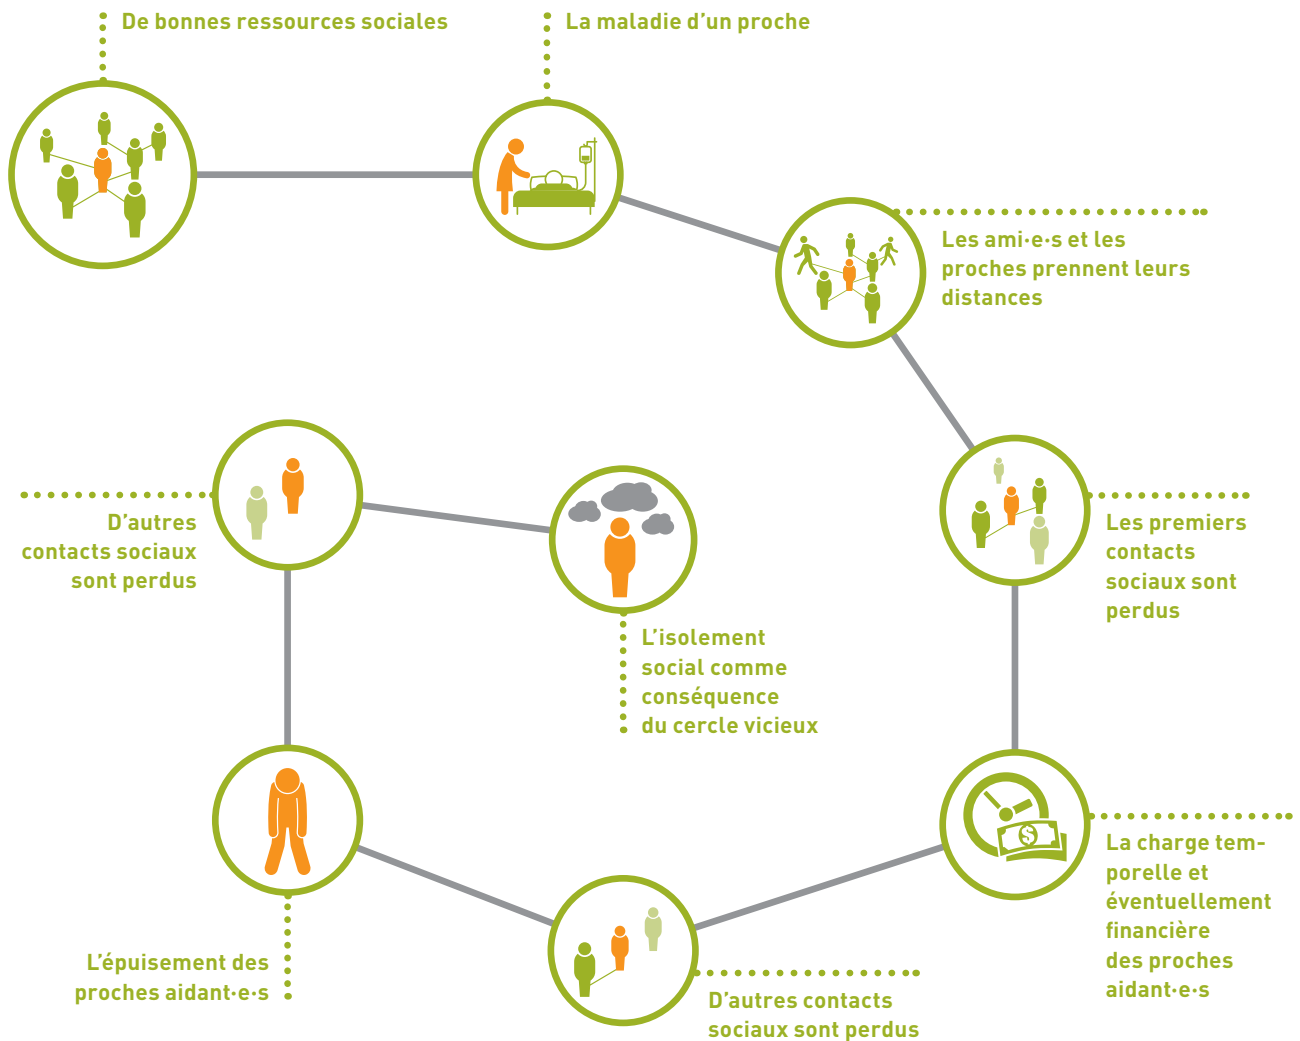 De bonnes ressources sociales
La maladie d'un proche
Les ami·e·s et les
proches prennent leurs
distances
Les premiers
contacts
sociaux sont
perdus
La charge tem-
porelle et
éventuellement
financière
des proches
aidant·e·s
D'autres contacts
sociaux sont perdus
L'épuisement des
proches aidant·e·s
D'autres
contacts sociaux
sont perdus
L'isolement
social comme
conséquence
du cercle vicieux
$